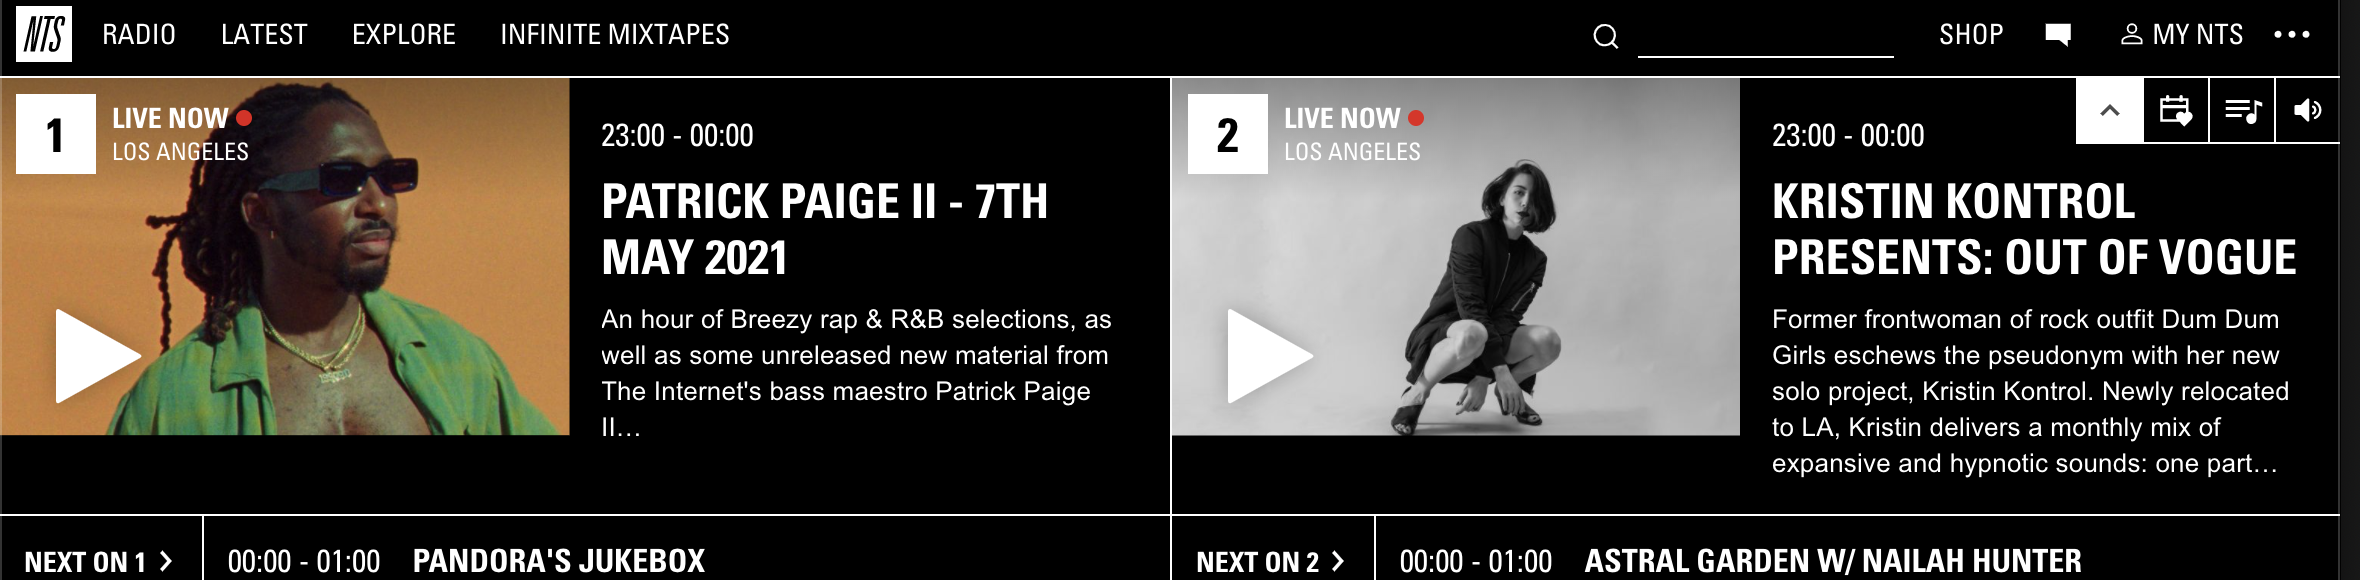 NTS
RADIO
LATEST
EXPLORE
INFINITE MIXTAPES
SHOP
MY NTS
1
LIVE NOW
LOS ANGELES
23:00 - 00:00
PATRICK PAIGE II - 7TH
MAY 2021
An hour of Breezy rap & R&B selections, as
well as some unreleased new material from
The Internet's bass maestro Patrick Paige
II…
2
LIVE NOW
LOS ANGELES
23:00 - 00:00
KRISTIN KONTROL
PRESENTS: OUT OF VOGUE
Former frontwoman of rock outfit Dum Dum
Girls eschews the pseudonym with her new
solo project, Kristin Kontrol. Newly relocated
to LA, Kristin delivers a monthly mix of
expansive and hypnotic sounds: one part…
NEXT ON 1
00:00 - 01:00
PANDORA'S JUKEBOX
NEXT ON 2
00:00 - 01:00
ASTRAL GARDEN W/ NAILAH HUNTER